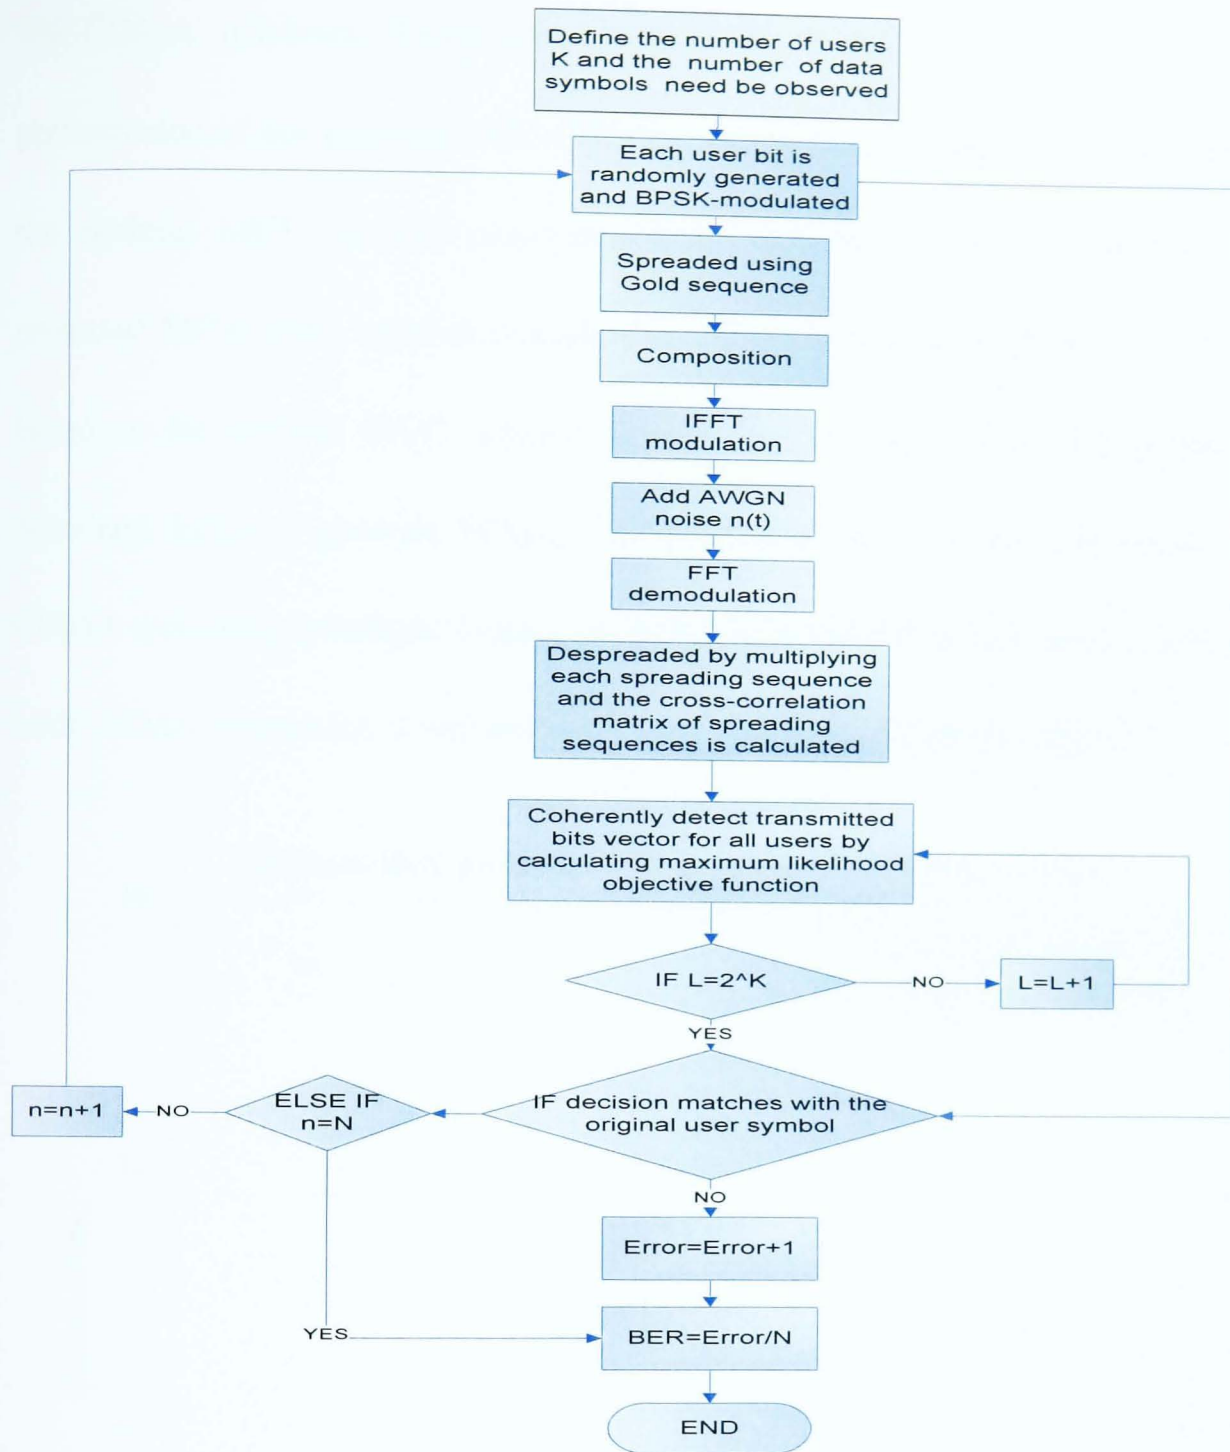 Define the number of users
K and the number of data
symbols need be observed
Each user bit is
randomly generated
and BPSK-modulated
Spreaded using
Gold sequence
Composition
IFFT
modulation
Add AWGN
noise n(t)
FFT
demodulation
Despreaded by multiplying
each spreading sequence
and the cross-correlation
matrix of spreading
sequences is calculated
Coherently detect transmitted
bits vector for all users by
calculating maximum likelihood
objective function
IF L=2^K
NO
L=L+1
YES
IF decision matches with the
original user symbol
ELSE IF
n=N
NO
n=n+1
NO
Error=Error+1
YES
BER=Error/N
END